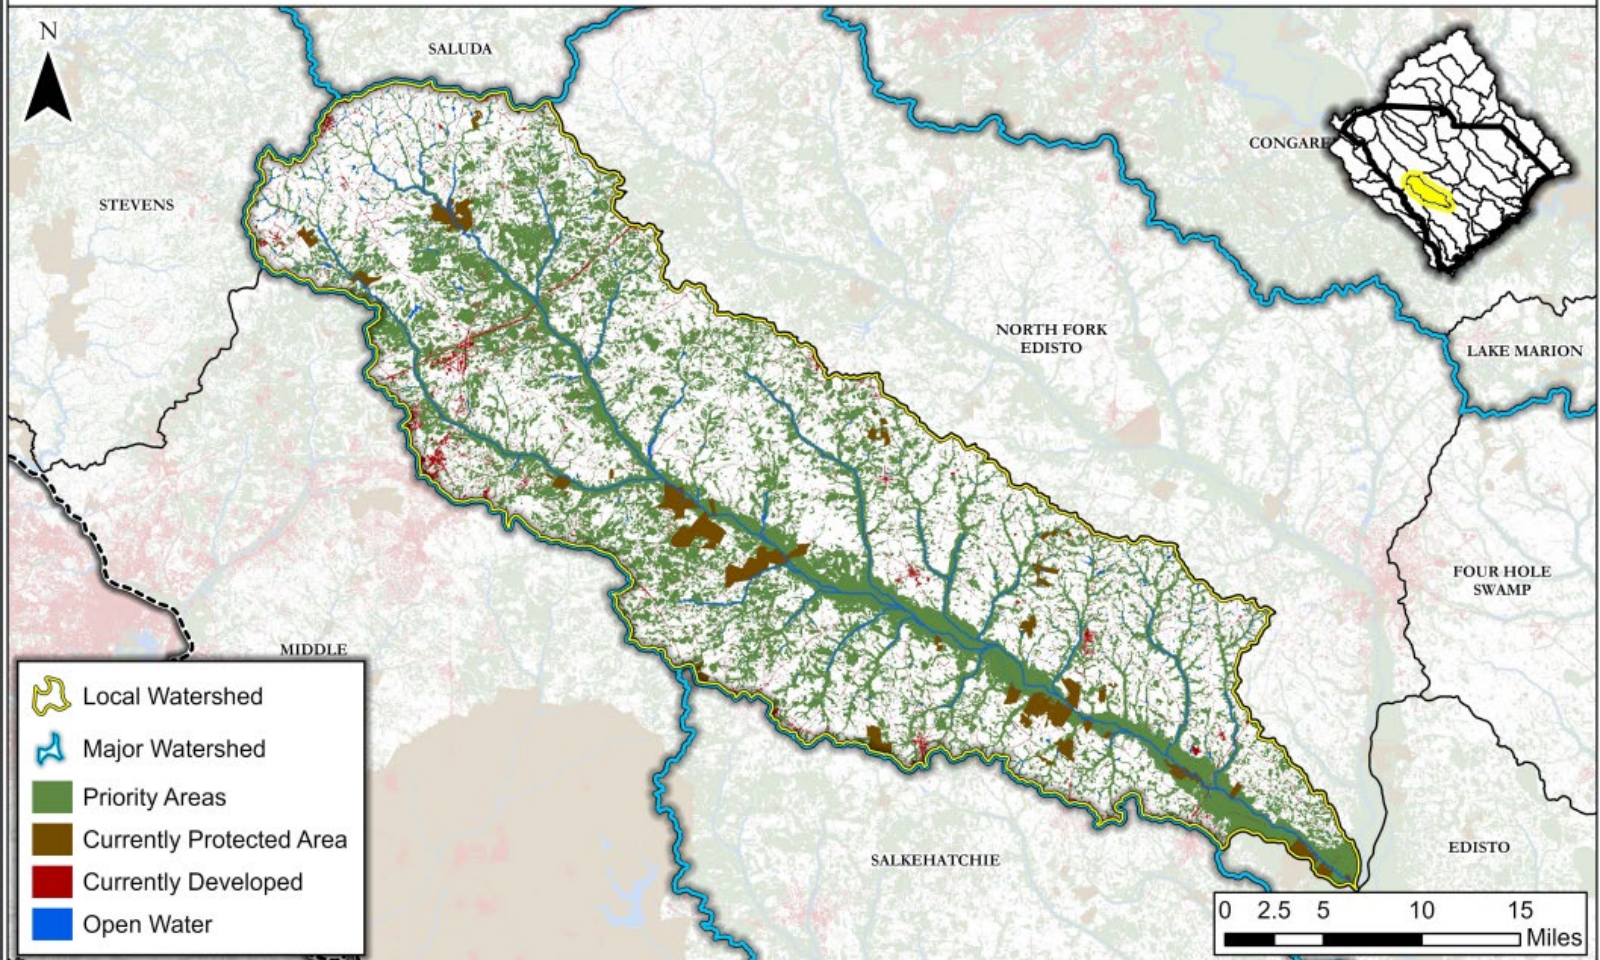 N
SALUDA
CONGARE
STEVENS
NORTH FORK
EDISTO
LAKE MARION
FOUR HOLE
SWAMP
MIDDLE
SALKEHATCHIE
EDISTO
Local Watershed
Major Watershed
Priority Areas
Currently Protected Area
Currently Developed
Open Water
0 2.5 5 10 15
Miles